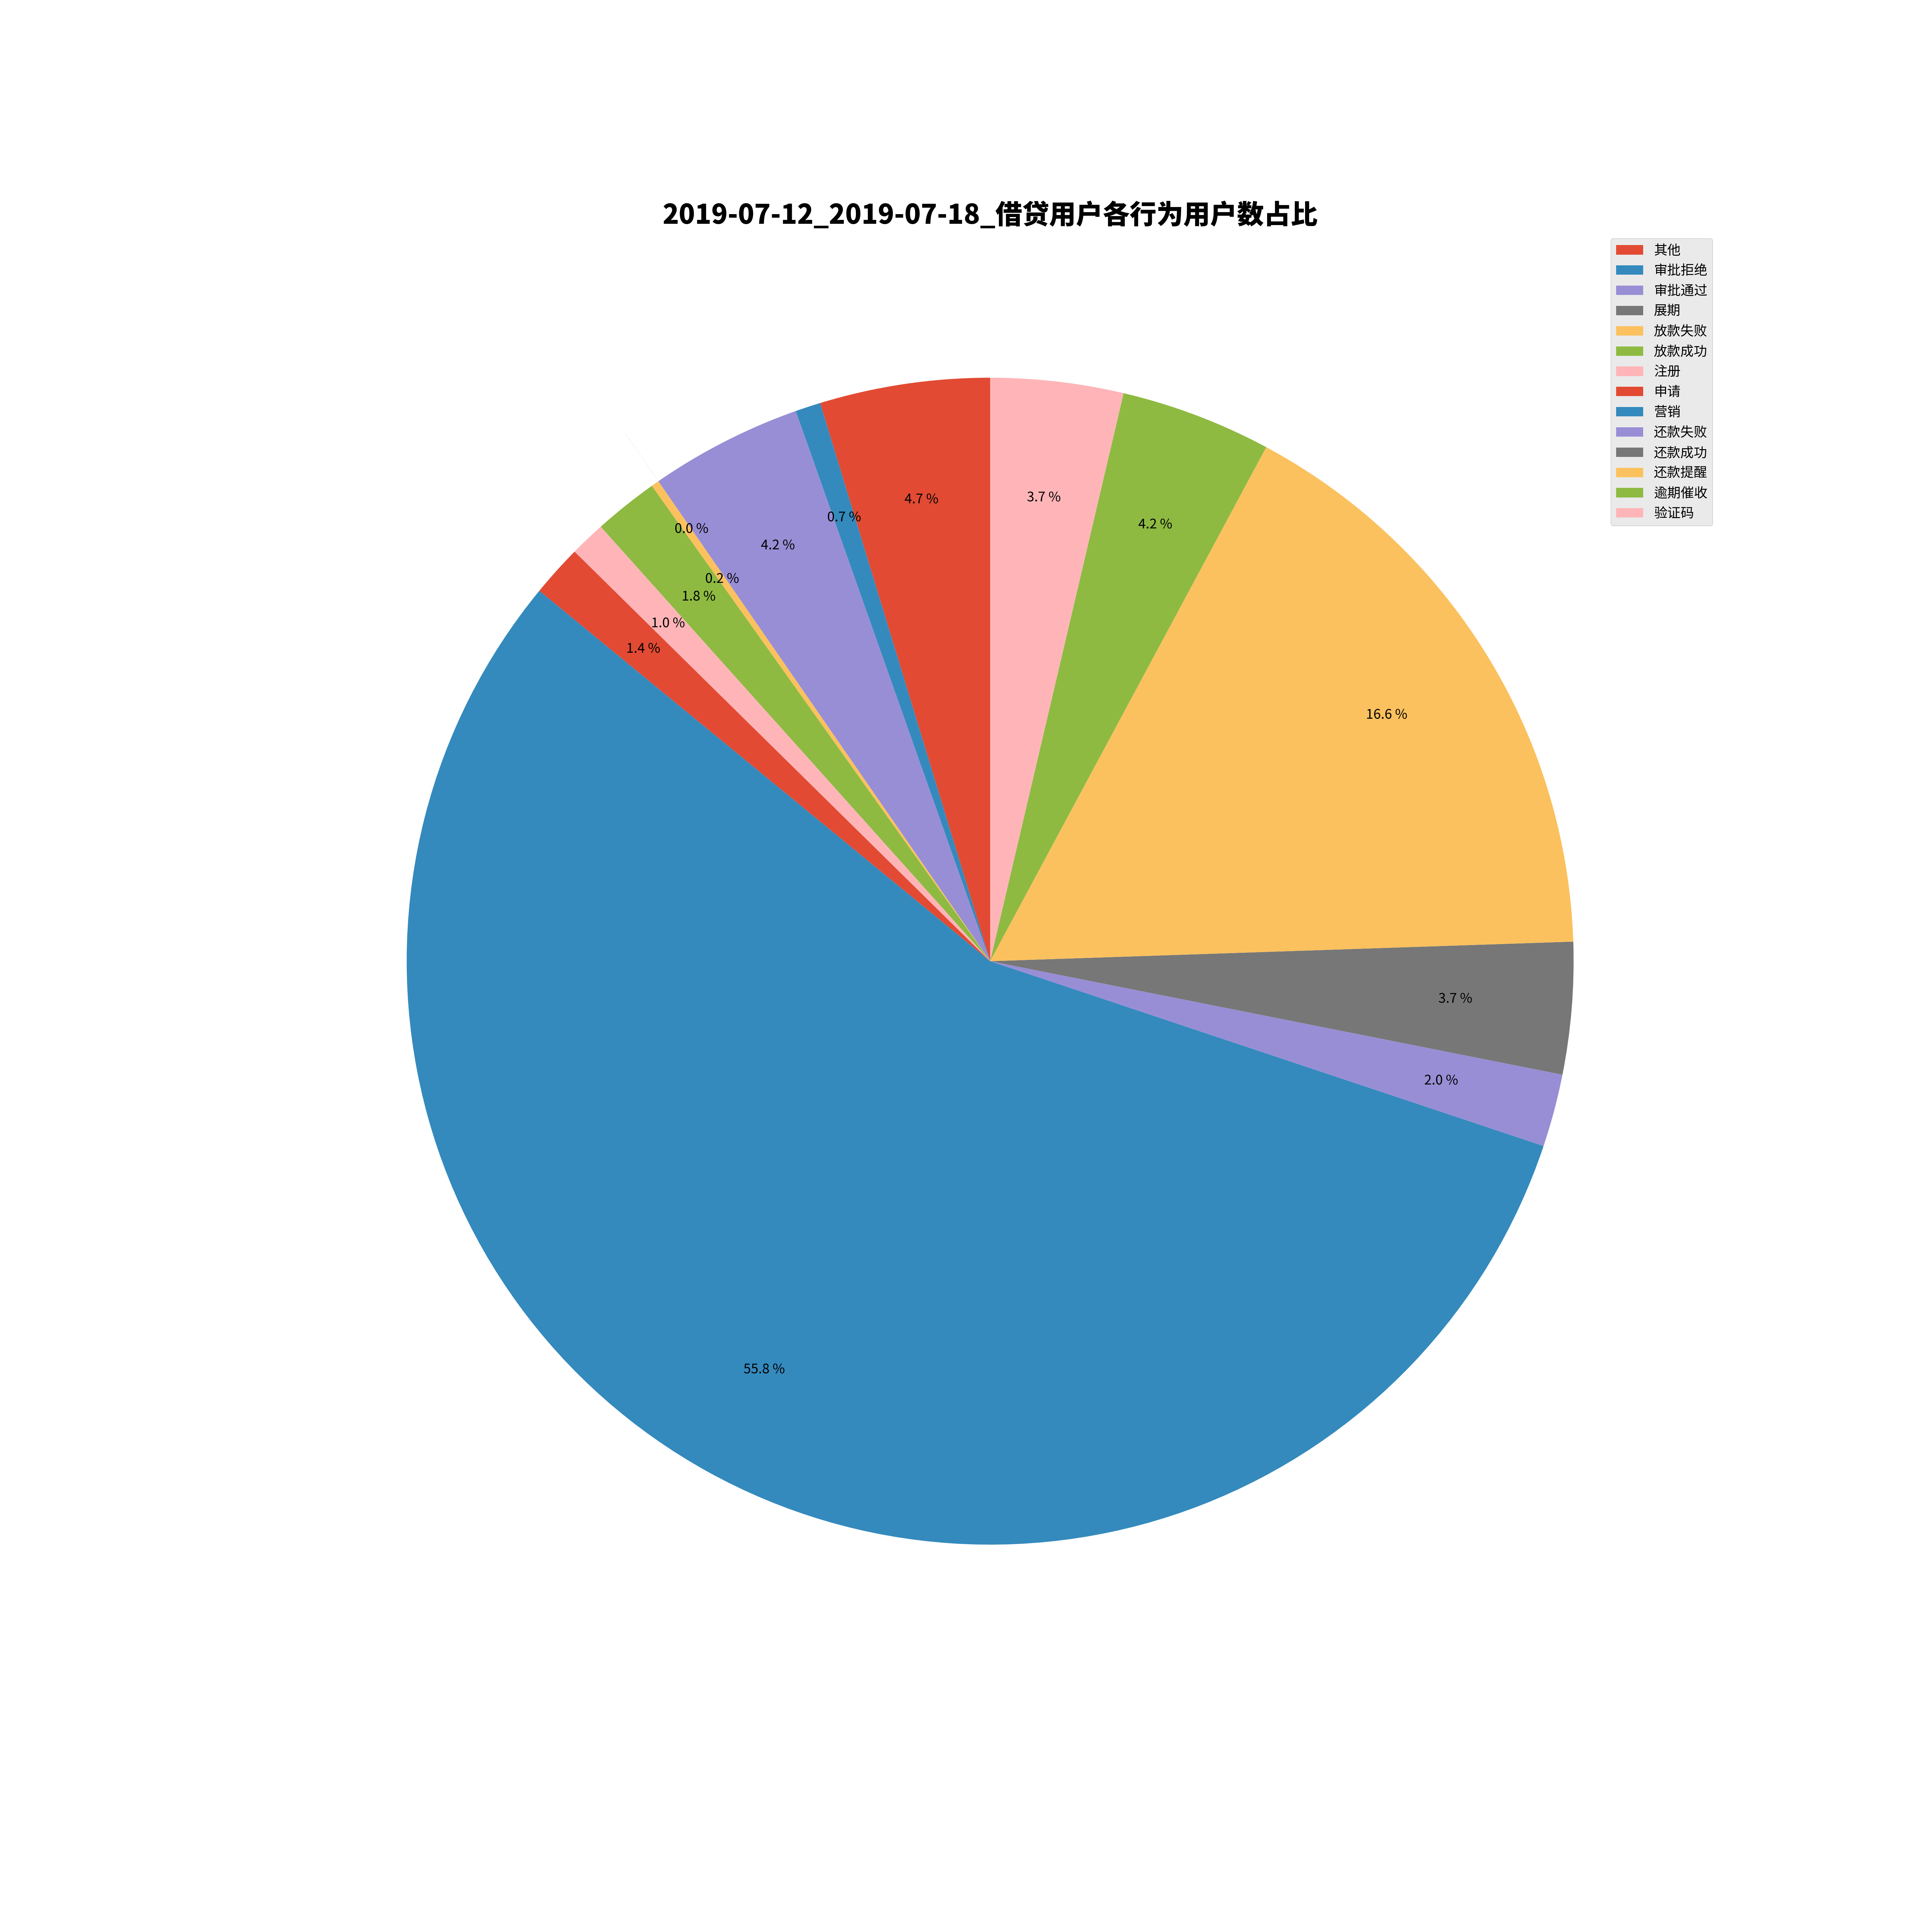 2019-07-12_2019-07-18_借贷用户各行为用户数占比
其他
审批拒绝
审批通过
展期
放款失败
放款成功
注册
申请
营销
还款失败
还款成功
还款提醒
逾期催收
验证码
4.7 %
3.7 %
0.7 %
4.2 %
0.0 %
4.2 %
0.2 %
1.8 %
1.0 %
1.4 %
16.6 %
3.7 %
2.0 %
55.8 %